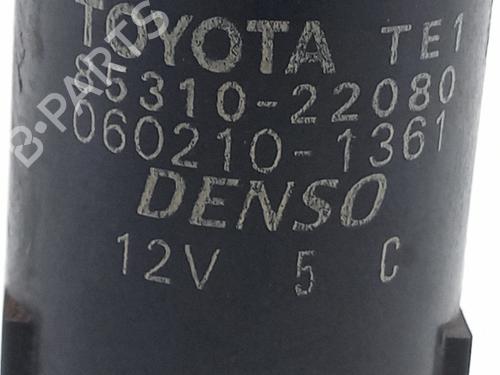 TOYOTA TE1
85310-22080
060210-1361
DENSO
12V 5 C
B-PARTS